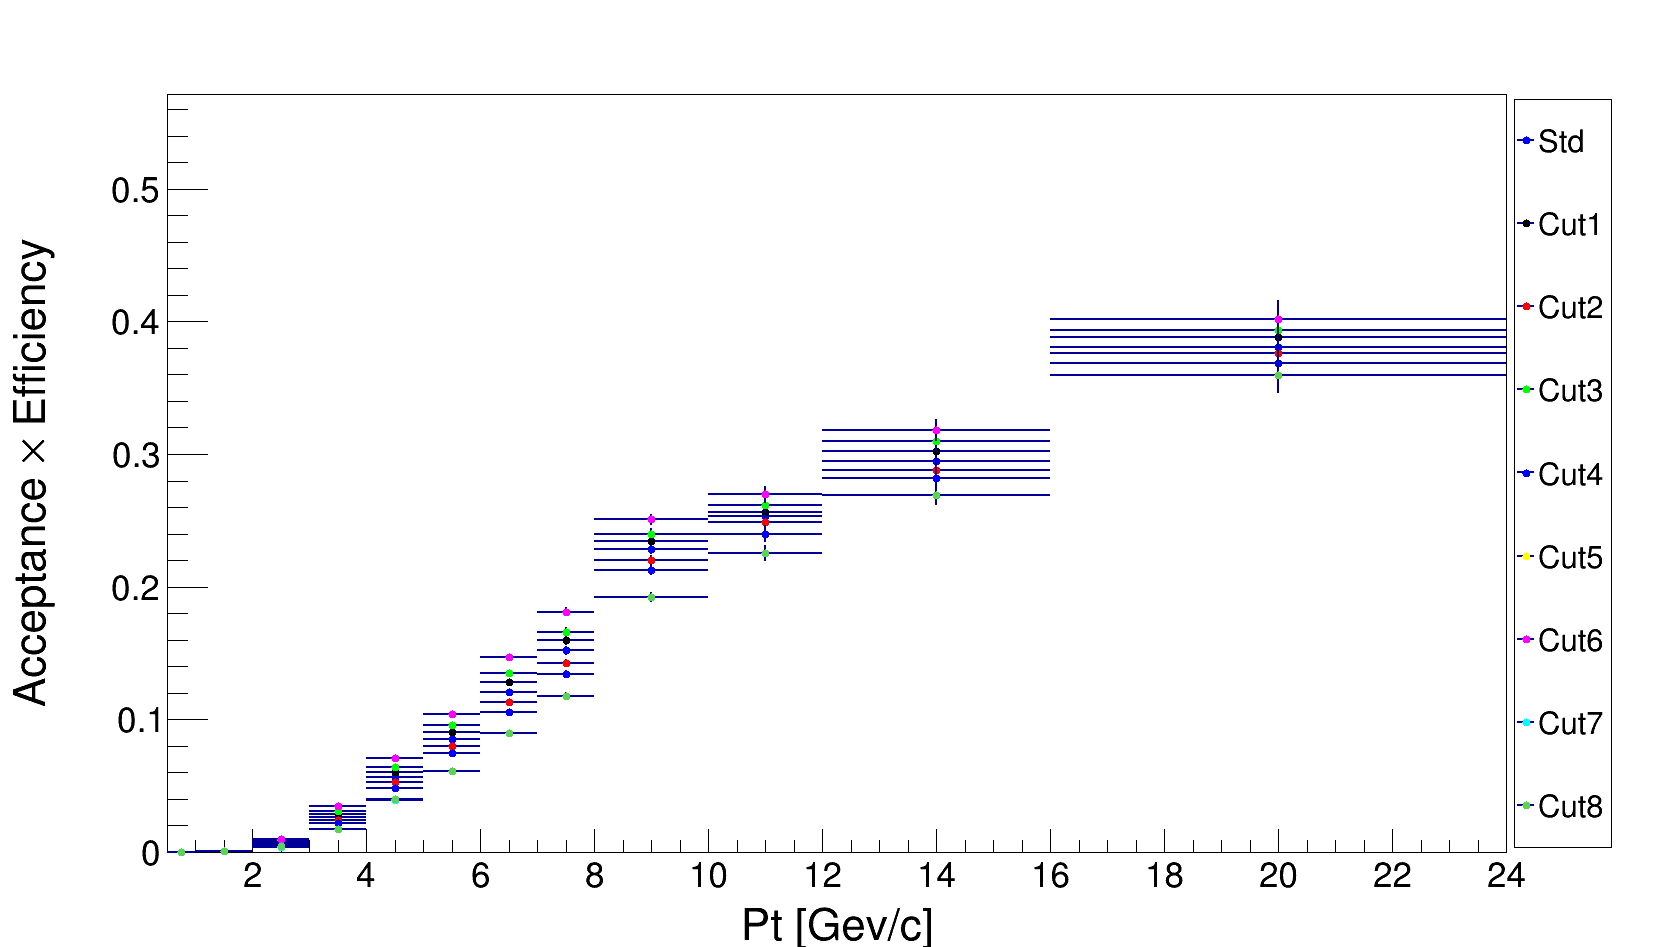 Acceptance × Efficiency
0.5
0.4
0.3
0.2
0.1
0
2 4 6 8 10 12 14 16 18 20 22 24
Pt [Gev/c]
Std
Cut1
Cut2
Cut3
Cut4
Cut5
Cut6
Cut7
Cut8